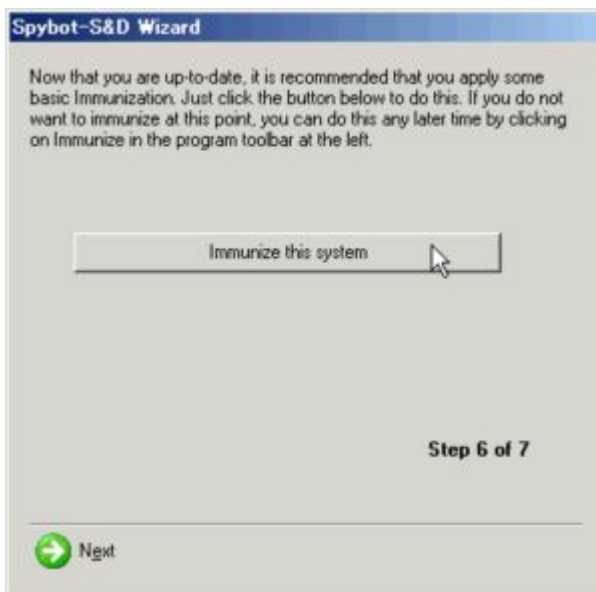 Spybot-S&D Wizard
Now that you are up-to-date, it is recommended that you apply some
basic Immunization. Just click the button below to do this. If you do not
want to immunize at this point, you can do this any later time by clicking
on Immunize in the program toolbar at the left.
Immunize this system
Step 6 of 7
Next